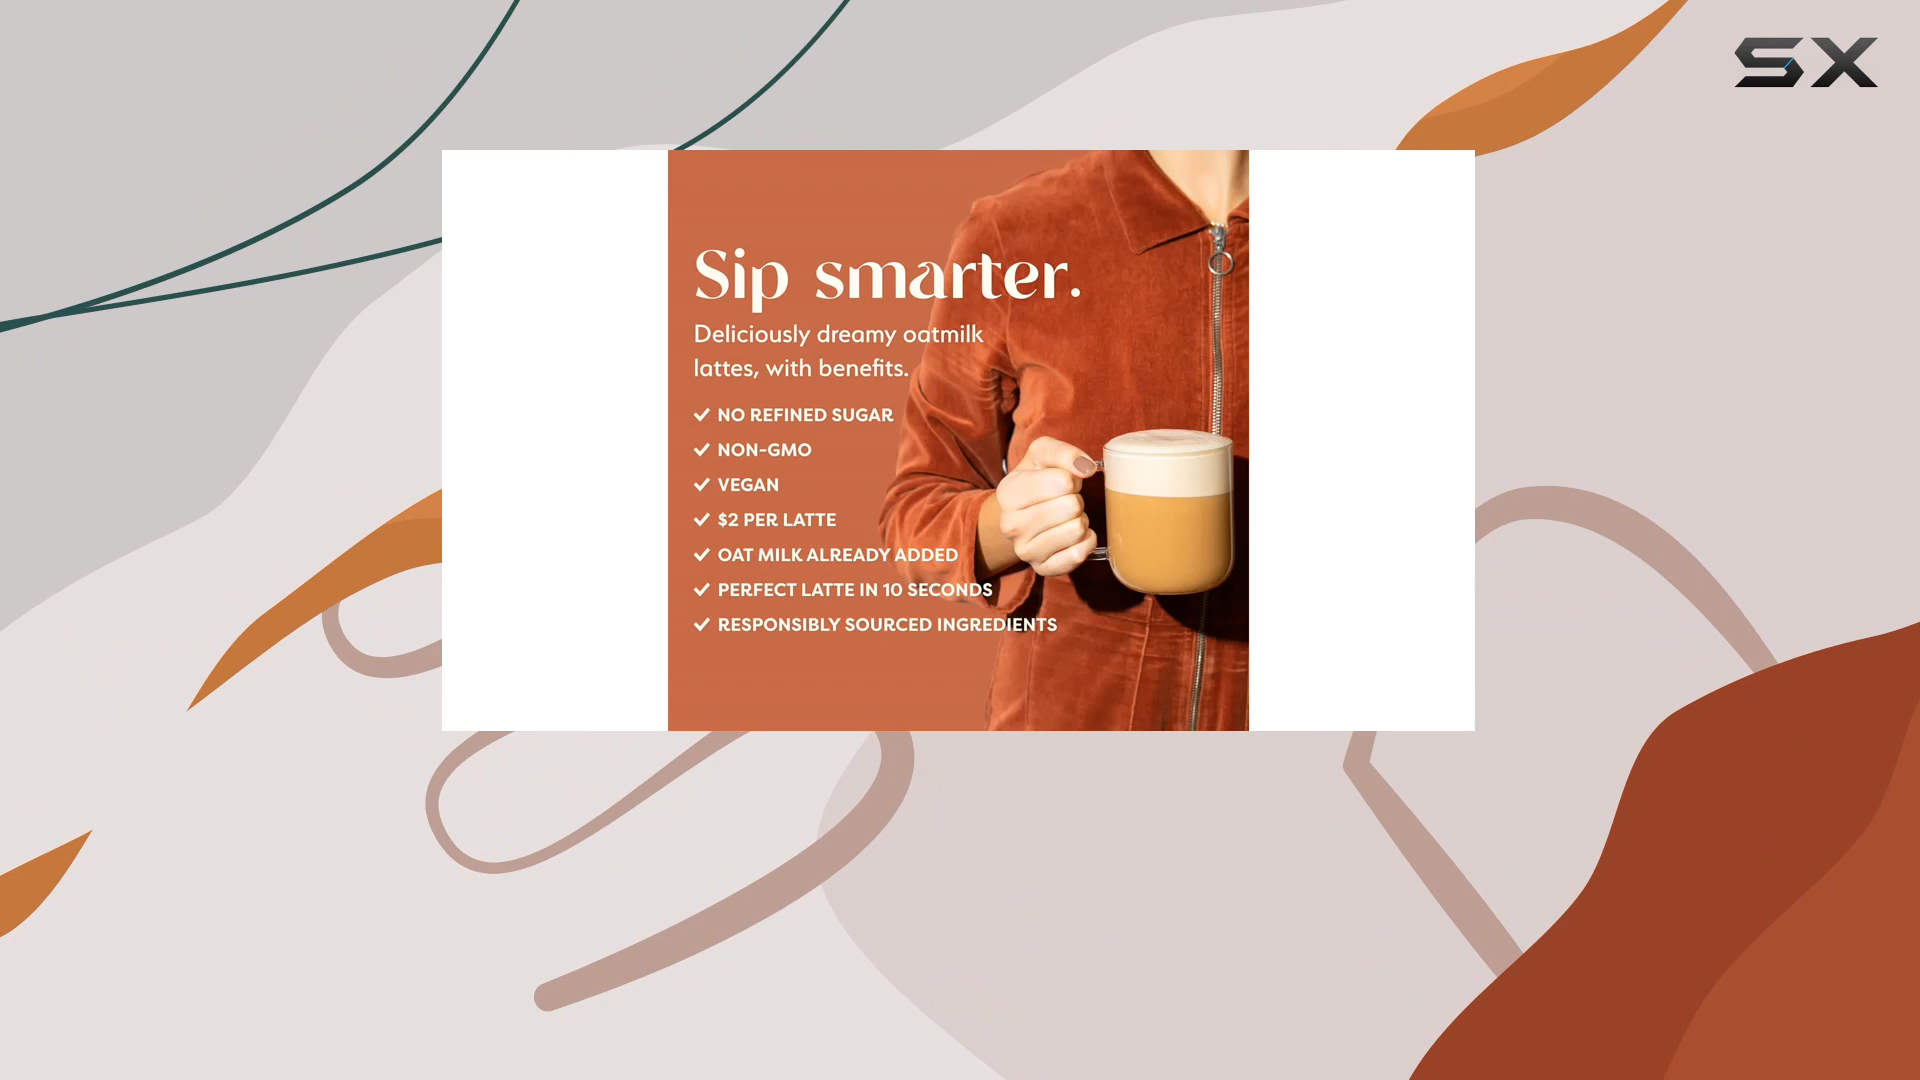 SX
Sip smarter.
Deliciously dreamy oatmilk
lattes, with benefits.
NO REFINED SUGAR
NON-GMO
VEGAN
$2 PER LATTE
OAT MILK ALREADY ADDED
PERFECT LATTE IN 10 SECONDS
RESPONSIBLY SOURCED INGREDIENTS